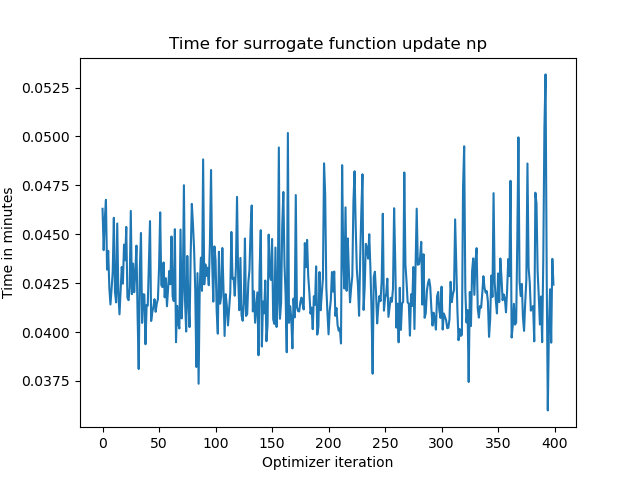 Time for surrogate function update np
Time in minutes
0.0525
0.0500
0.0475
0.0450
0.0425
0.0400
0.0375
0 50 100 150 200 250 300 350 400
Optimizer iteration